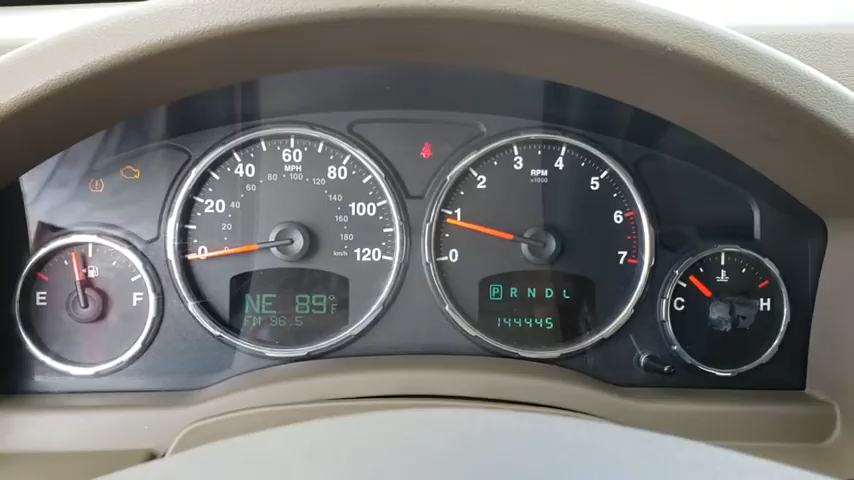 E F
0 20 40 60 80 100 120
MPH
20 40 60 80 100 120 140 160 180
km/h
NE 89°F
FM 96.5
0 1 2 3 4 5 6 7
RPM
x1000
P R N D L
144445
C H